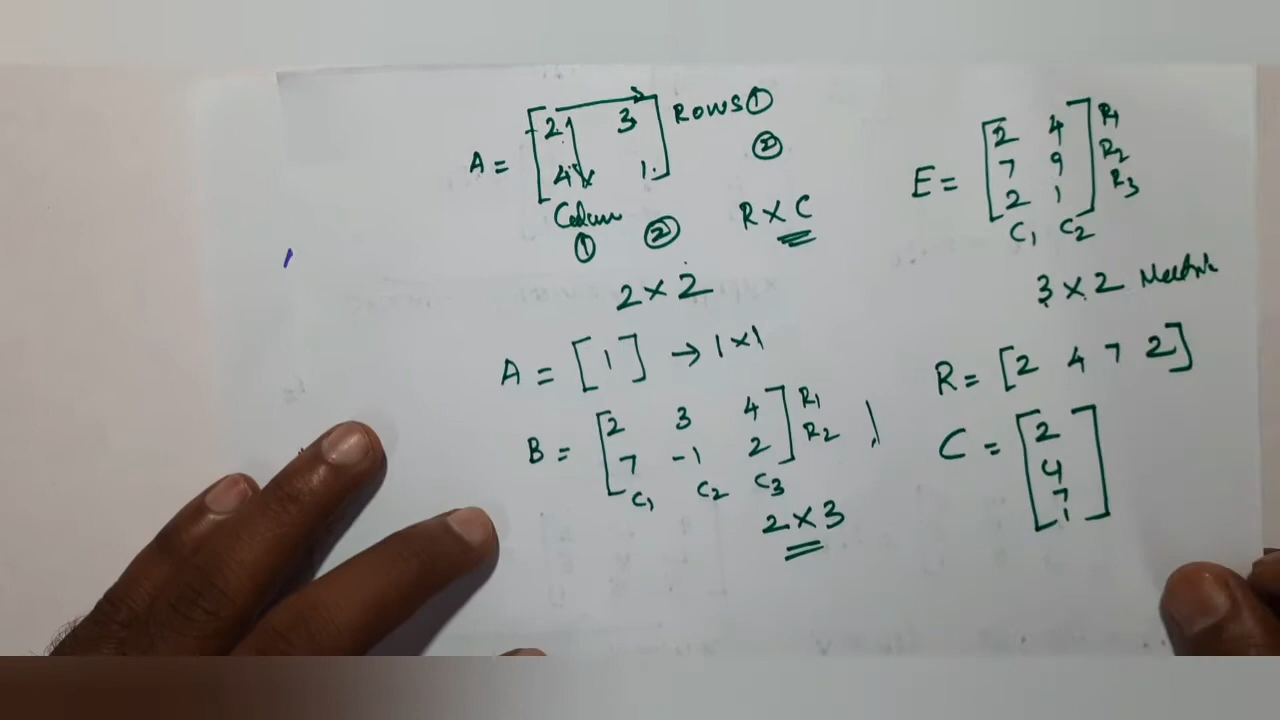 A = [ 2 3 ] ROWS ①
[ 4 1 ] ②
Colum
① ② R X C
2 × 2
A = [ 1 ] → 1×1
B = [ 2 3 4 ] R1
[ 7 -1 2 ] R2
C1 C2 C3
2 × 3
E = [ 2 4 ] R1
[ 7 9 ] R2
[ 2 1 ] R3
C1 C2
3 × 2
R = [ 2 4 7 2 ]
C = [ 2
4
7
1 ]